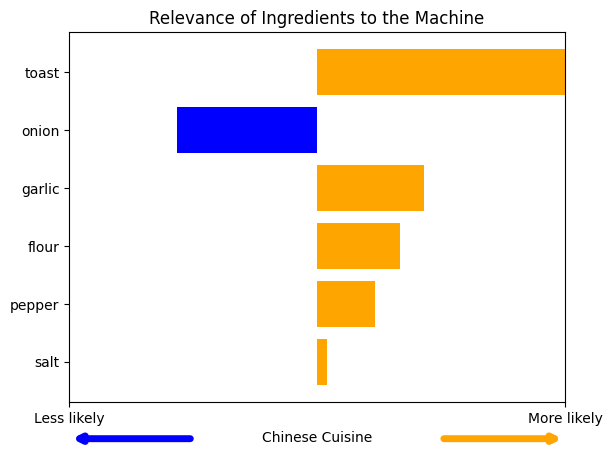 Relevance of Ingredients to the Machine
toast
onion
garlic
flour
pepper
salt
Less likely
More likely
Chinese Cuisine